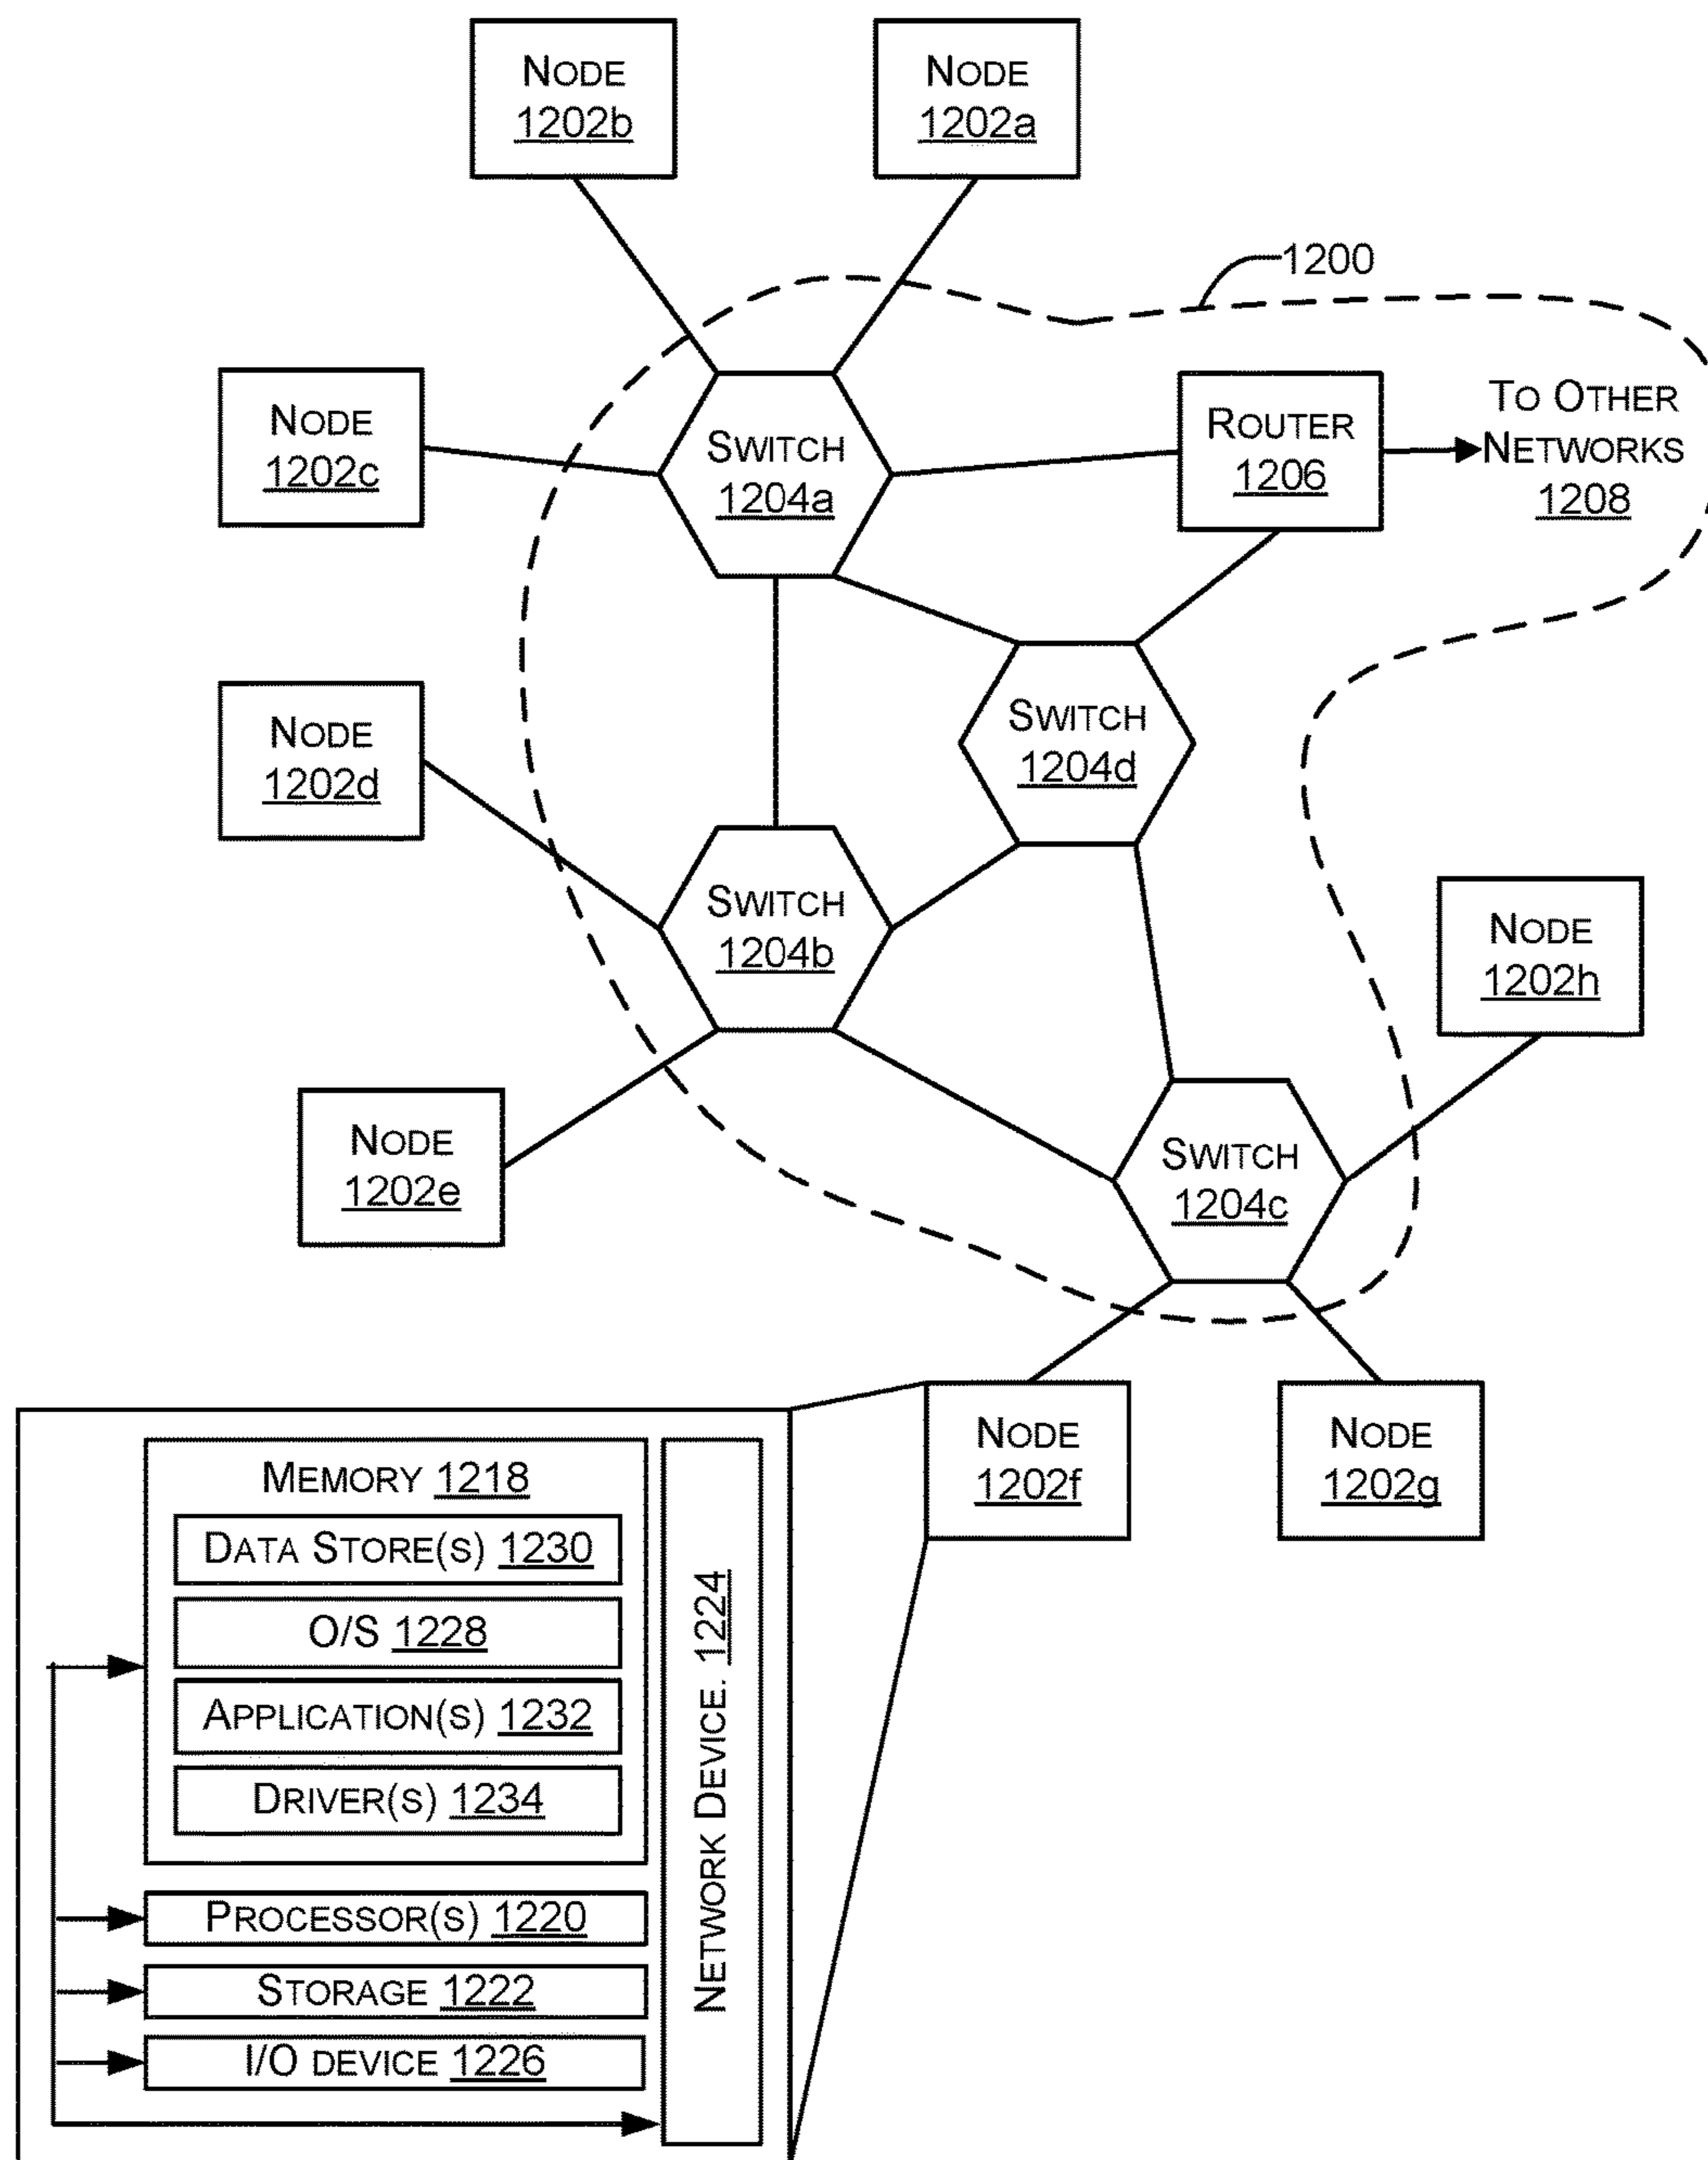 NODE
1202b
NODE
1202a
1200
NODE
1202c
SWITCH
1204a
ROUTER
1206
TO OTHER
NETWORKS
1208
NODE
1202d
SWITCH
1204d
SWITCH
1204b
NODE
1202h
NODE
1202e
SWITCH
1204c
NODE
1202f
NODE
1202g
MEMORY 1218
DATA STORE(S) 1230
O/S 1228
APPLICATION(S) 1232
DRIVER(S) 1234
PROCESSOR(S) 1220
STORAGE 1222
I/O DEVICE 1226
NETWORK DEVICE. 1224